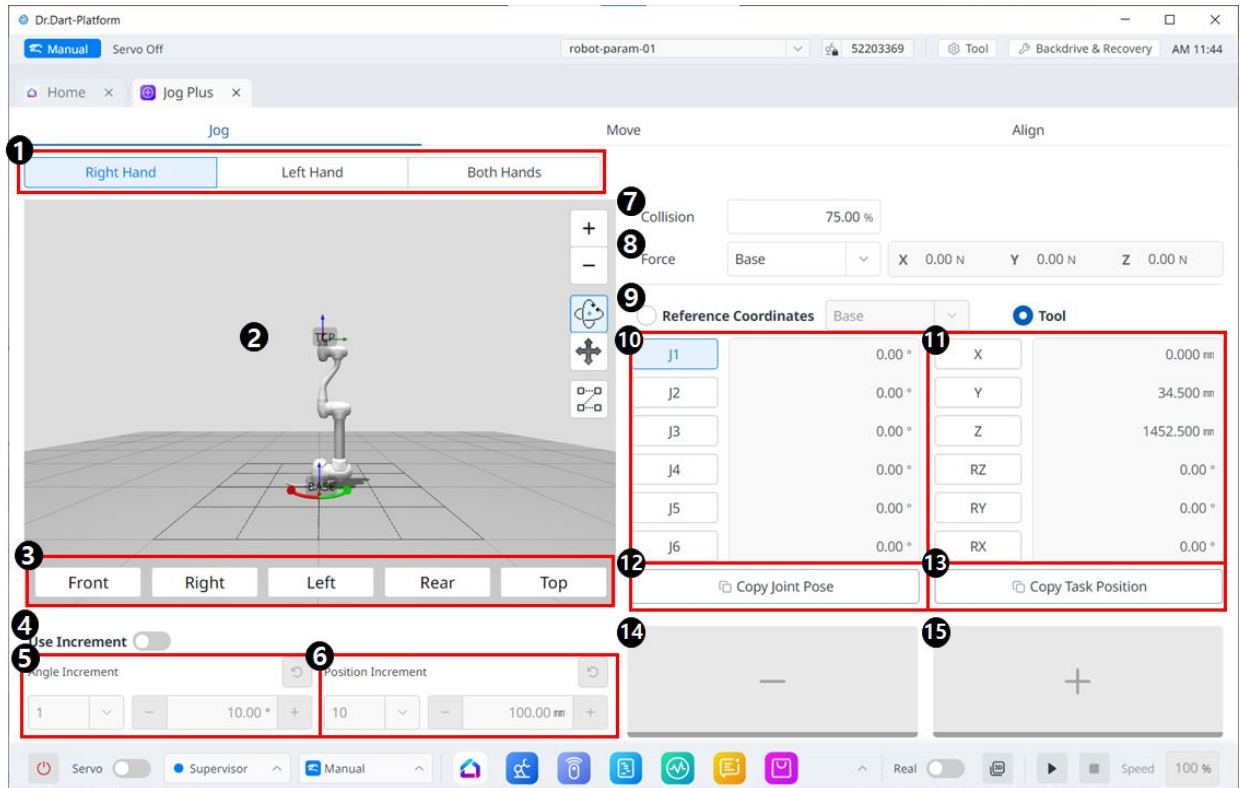 Dr.Dart-Platform
Manual Servo Off robot-param-01 52203369 Tool Backdrive & Recovery AM 11:44
Home Jog Plus
Jog Move Align
1
Right Hand Left Hand Both Hands
7 Collision 75.00 %
8 Force Base X 0.00 N Y 0.00 N Z 0.00 N
9 Reference Coordinates Base Tool
2
TCP
BASE
10
J1 0.00 °
J2 0.00 °
J3 0.00 °
J4 0.00 °
J5 0.00 °
J6 0.00 °
11
X 0.000 mm
Y 34.500 mm
Z 1452.500 mm
RZ 0.00 °
RY 0.00 °
RX 0.00 °
3
Front Right Left Rear Top
12 Copy Joint Pose
13 Copy Task Position
4 Use Increment
5 Angle Increment
1 − 10.00 ° +
6 Position Increment
10 − 100.00 mm +
14 −
15 +
Servo Supervisor Manual Real 3D Speed 100 %